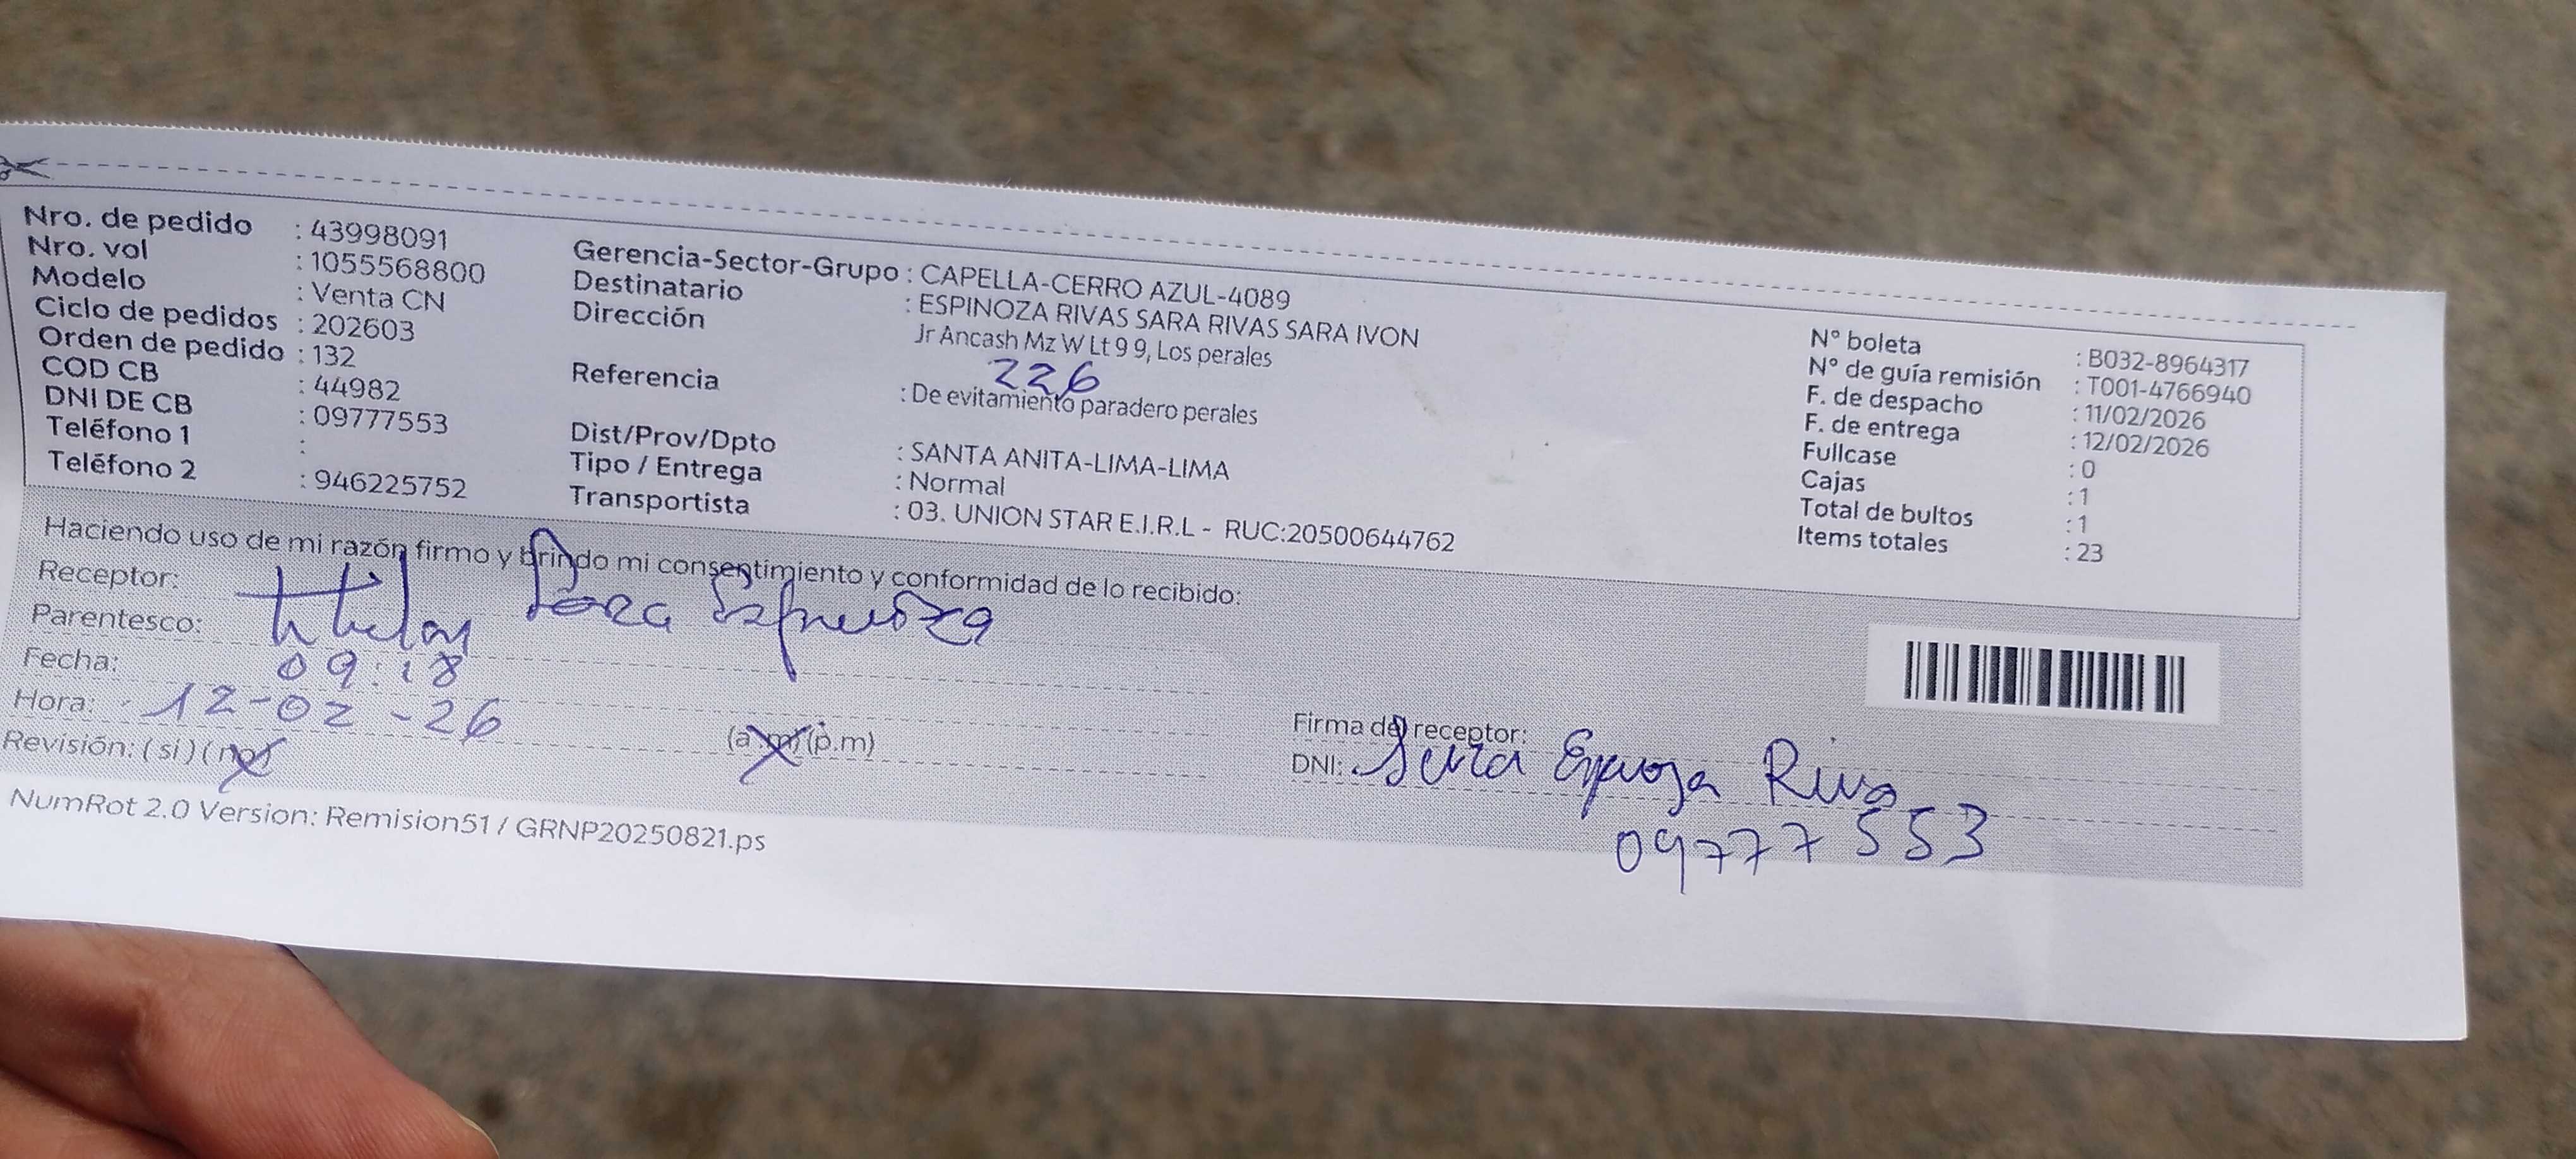 Nro. de pedido : 43998091
Nro. vol : 1055568800
Modelo : Venta CN
Ciclo de pedidos : 202603
Orden de pedido : 132
COD CB : 44982
DNI DE CB : 09777553
Teléfono 1 :
Teléfono 2 : 946225752
Gerencia-Sector-Grupo : CAPELLA-CERRO AZUL-4089
Destinatario : ESPINOZA RIVAS SARA RIVAS SARA IVON
Dirección Jr Ancash Mz W Lt 9 9, Los perales
226
Referencia : De evitamiento paradero perales
Dist/Prov/Dpto : SANTA ANITA-LIMA-LIMA
Tipo / Entrega : Normal
Transportista : 03. UNION STAR E.I.R.L - RUC:20500644762
N° boleta : B032-8964317
N° de guía remisión : T001-4766940
F. de despacho : 11/02/2026
F. de entrega : 12/02/2026
Fullcase : 0
Cajas : 1
Total de bultos : 1
Items totales : 23
Haciendo uso de mi razón firmo y brindo mi consentimiento y conformidad de lo recibido:
Receptor: Sara Espinoza
Parentesco: titular
Fecha: 09:18
Hora: 12-02-26 (a.m) (p.m)
Revisión: (si) (no)
Firma del receptor: Sara Espinoza Rivas
DNI: 09777553
NumRot 2.0 Version: Remision51 / GRNP20250821.ps